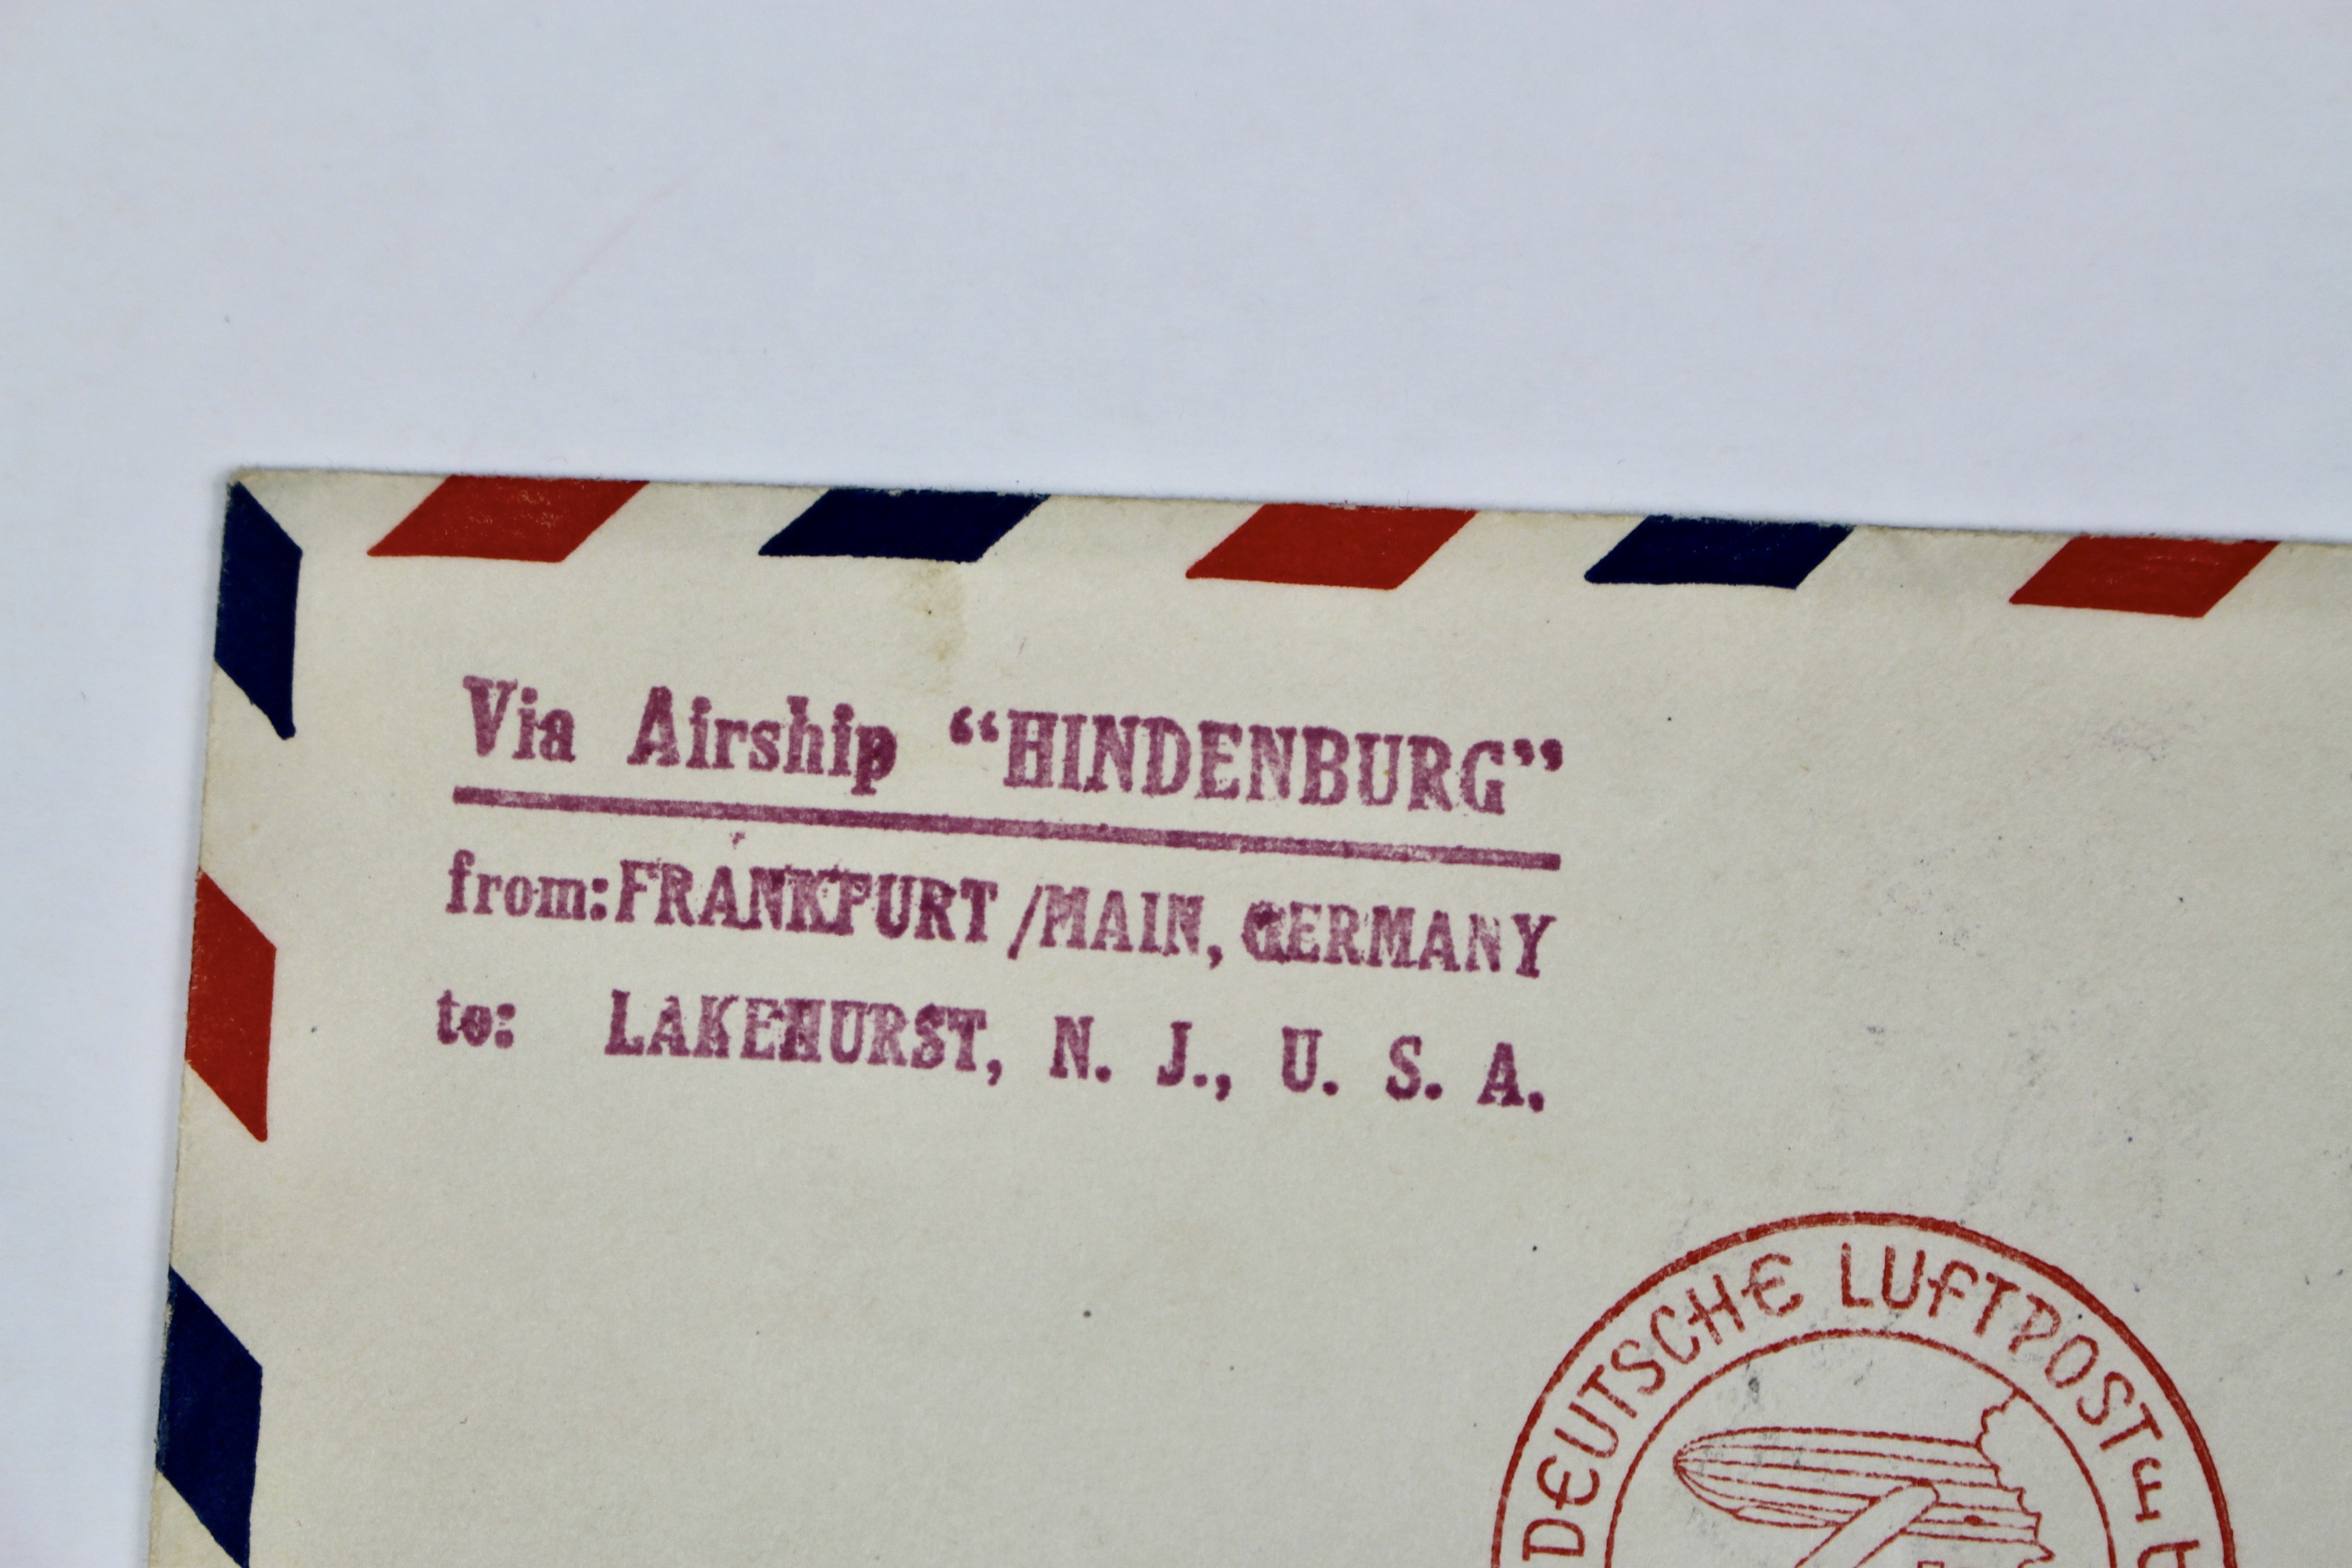 Via Airship “HINDENBURG”
from: FRANKFURT /MAIN, GERMANY
to: LAKEHURST, N. J., U. S. A.
DEUTSCHE LUFTPOST